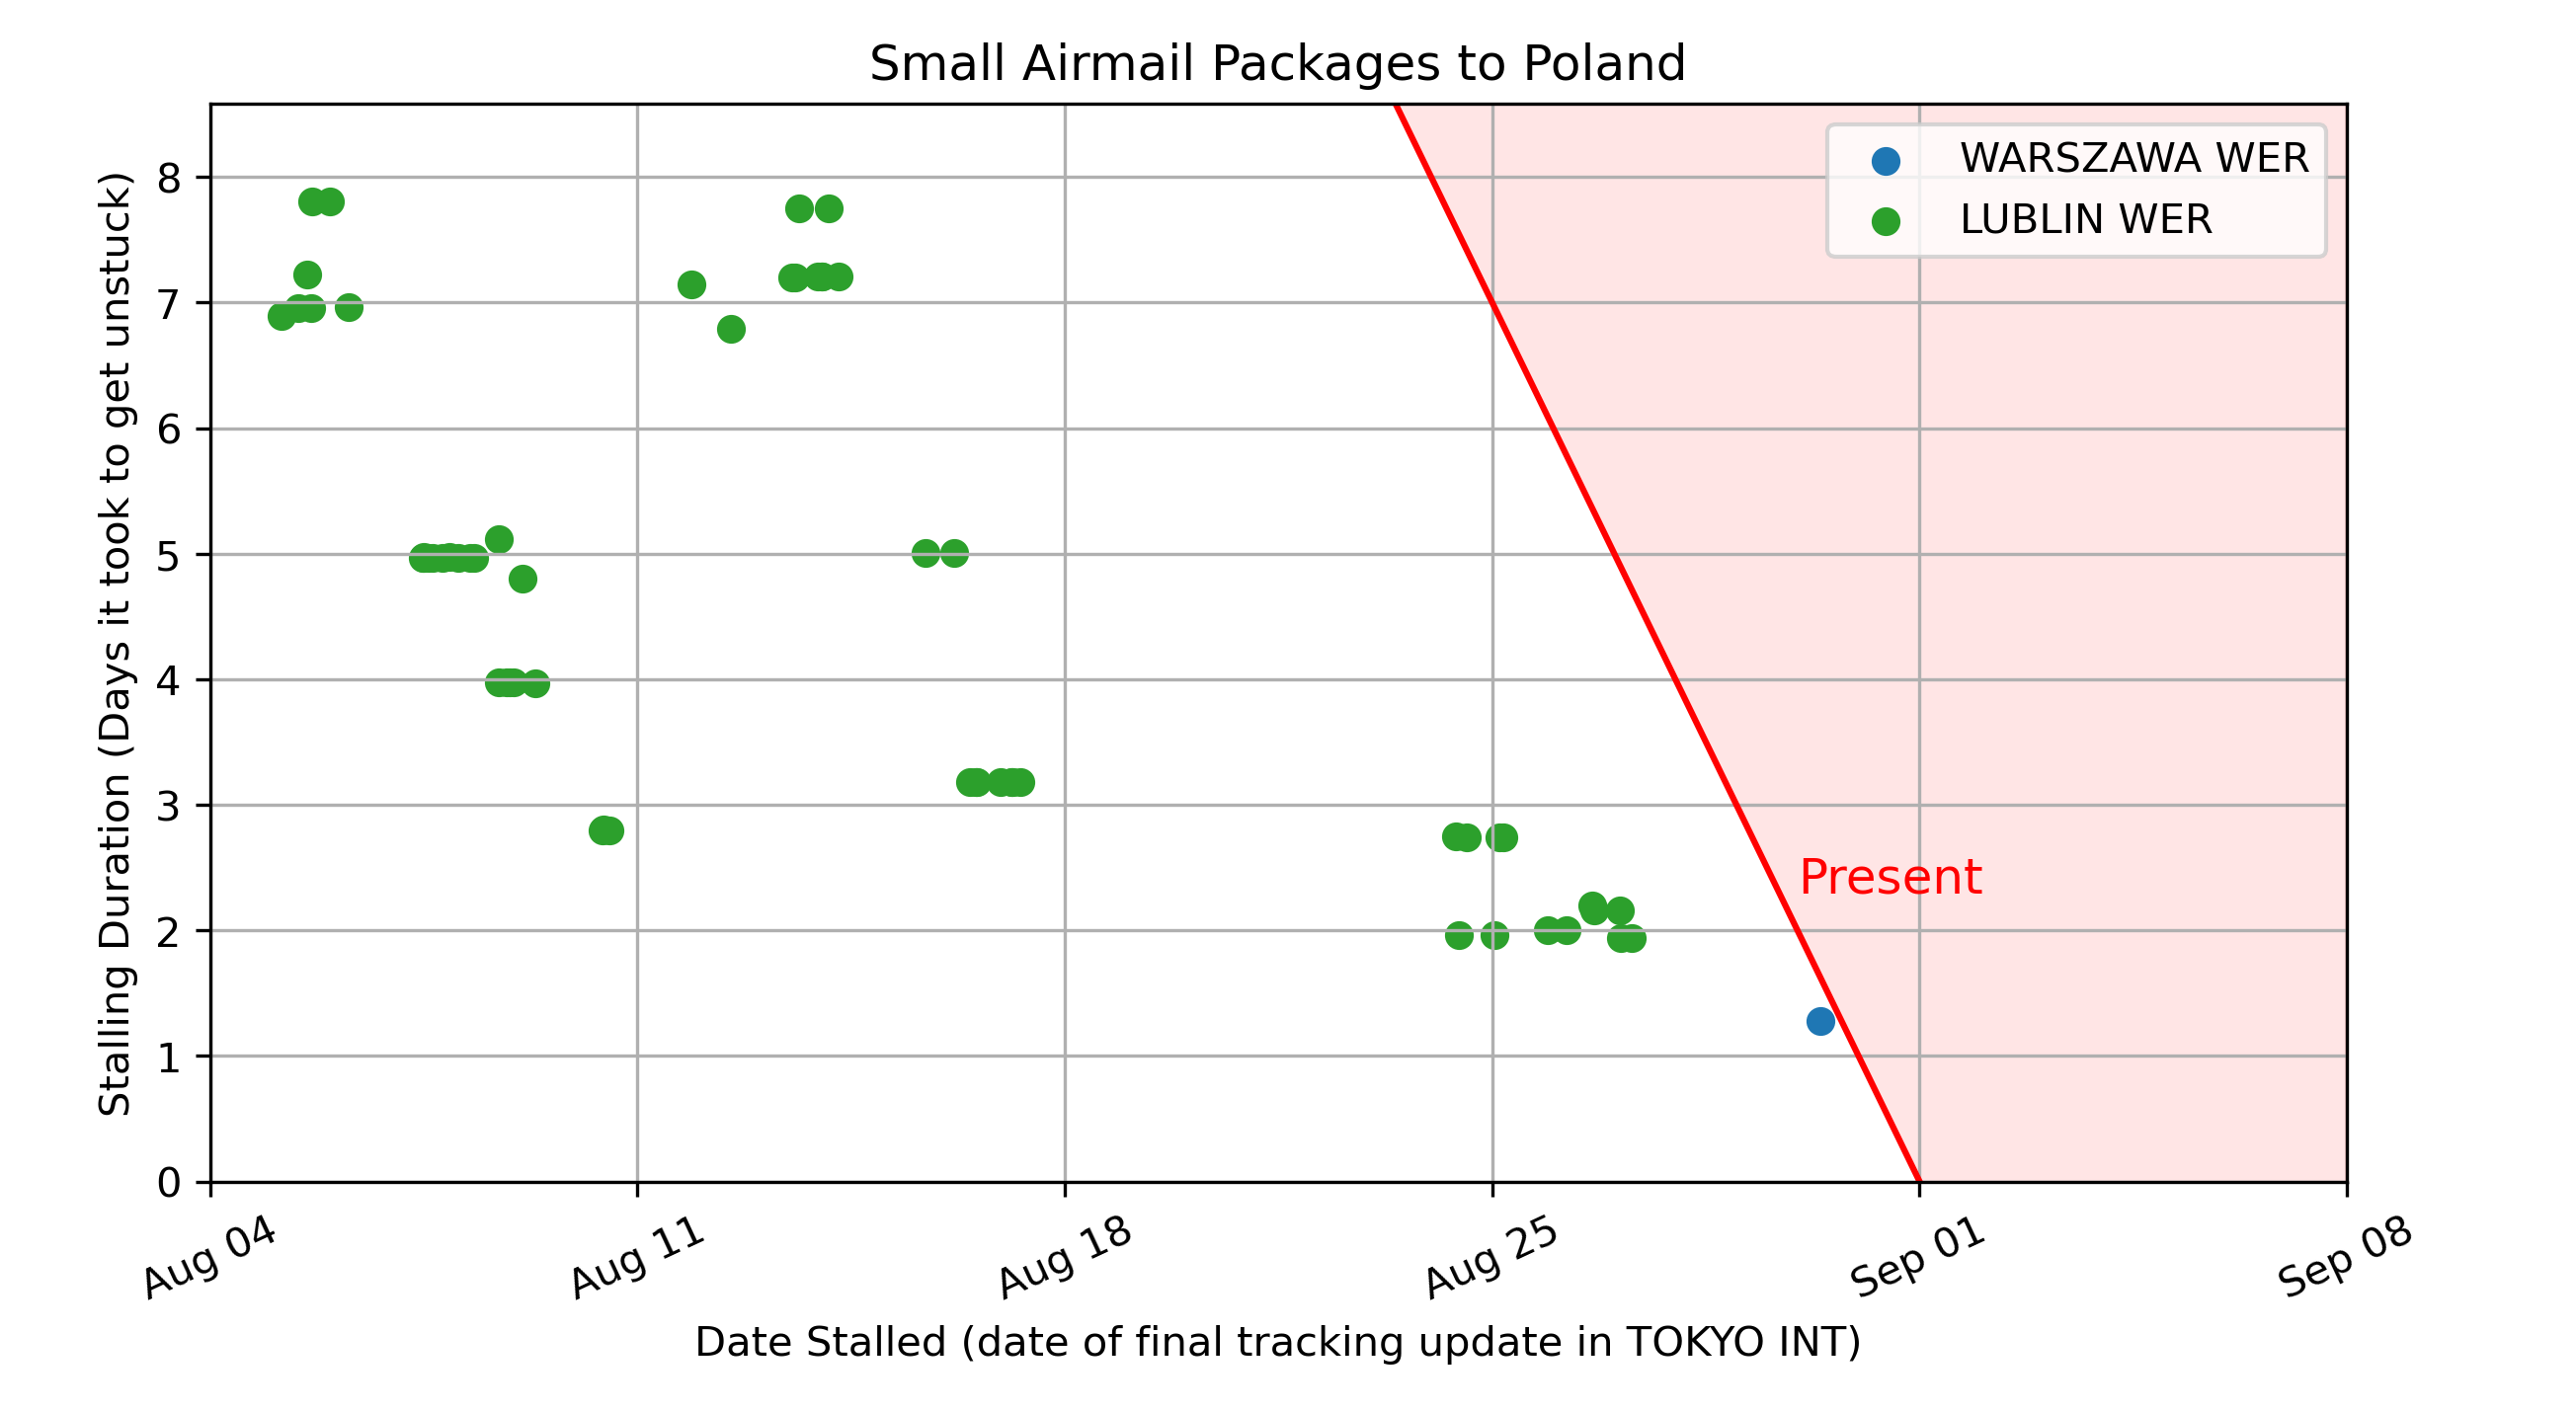 Small Airmail Packages to Poland
WARSZAWA WER
LUBLIN WER
Present
Stalling Duration (Days it took to get unstuck)
8
7
6
5
4
3
2
1
0
Aug 04
Aug 11
Aug 18
Aug 25
Sep 01
Sep 08
Date Stalled (date of final tracking update in TOKYO INT)